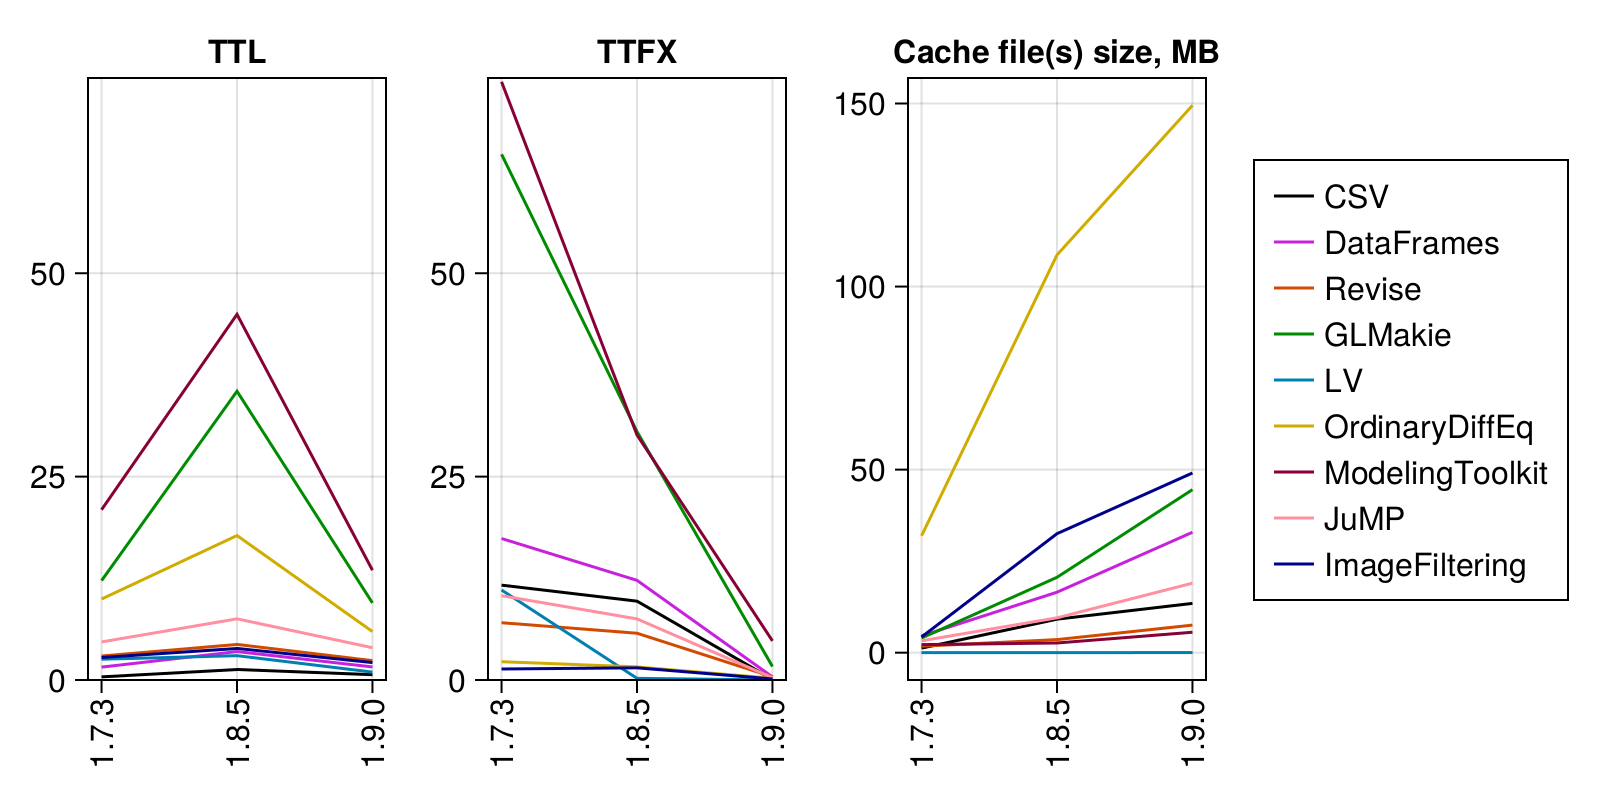 TTL
TTFX
Cache file(s) size, MB
50
25
0
1.7.3
1.8.5
1.9.0
50
25
0
1.7.3
1.8.5
1.9.0
150
100
50
0
1.7.3
1.8.5
1.9.0
CSV
DataFrames
Revise
GLMakie
LV
OrdinaryDiffEq
ModelingToolkit
JuMP
ImageFiltering